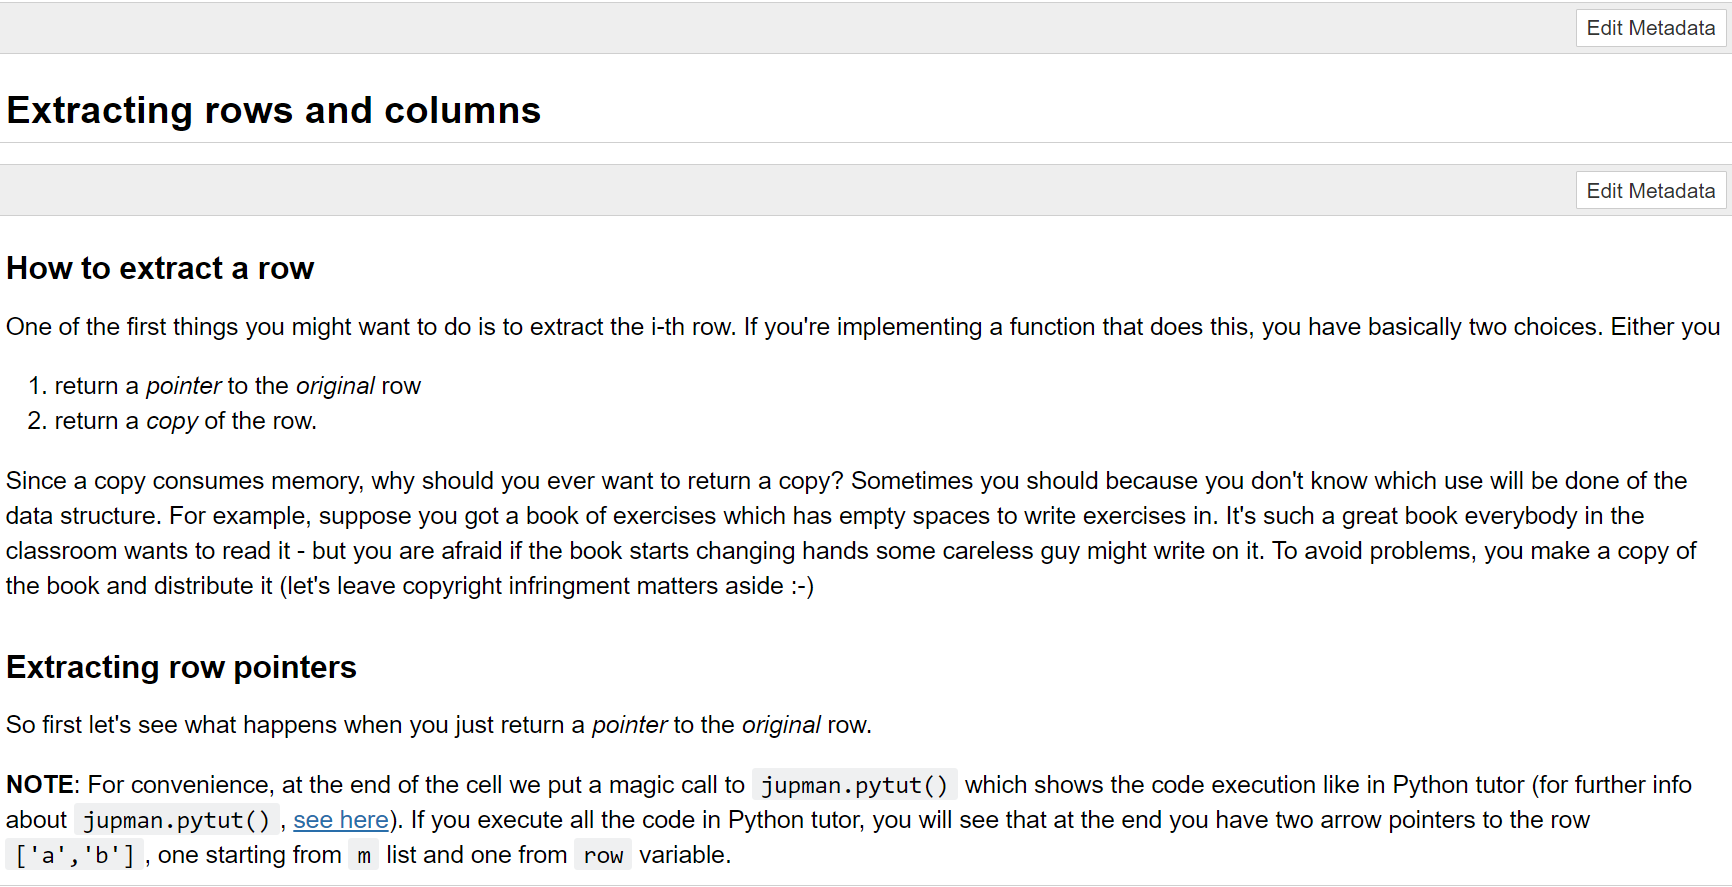 Edit Metadata
Extracting rows and columns
Edit Metadata
How to extract a row
One of the first things you might want to do is to extract the i-th row. If you're implementing a function that does this, you have basically two choices. Either you
1. return a pointer to the original row
2. return a copy of the row.
Since a copy consumes memory, why should you ever want to return a copy? Sometimes you should because you don't know which use will be done of the
data structure. For example, suppose you got a book of exercises which has empty spaces to write exercises in. It's such a great book everybody in the
classroom wants to read it - but you are afraid if the book starts changing hands some careless guy might write on it. To avoid problems, you make a copy of
the book and distribute it (let's leave copyright infringment matters aside :-)
Extracting row pointers
So first let's see what happens when you just return a pointer to the original row.
NOTE: For convenience, at the end of the cell we put a magic call to jupman.pytut() which shows the code execution like in Python tutor (for further info
about jupman.pytut() , see here). If you execute all the code in Python tutor, you will see that at the end you have two arrow pointers to the row
['a','b'] , one starting from m list and one from row variable.